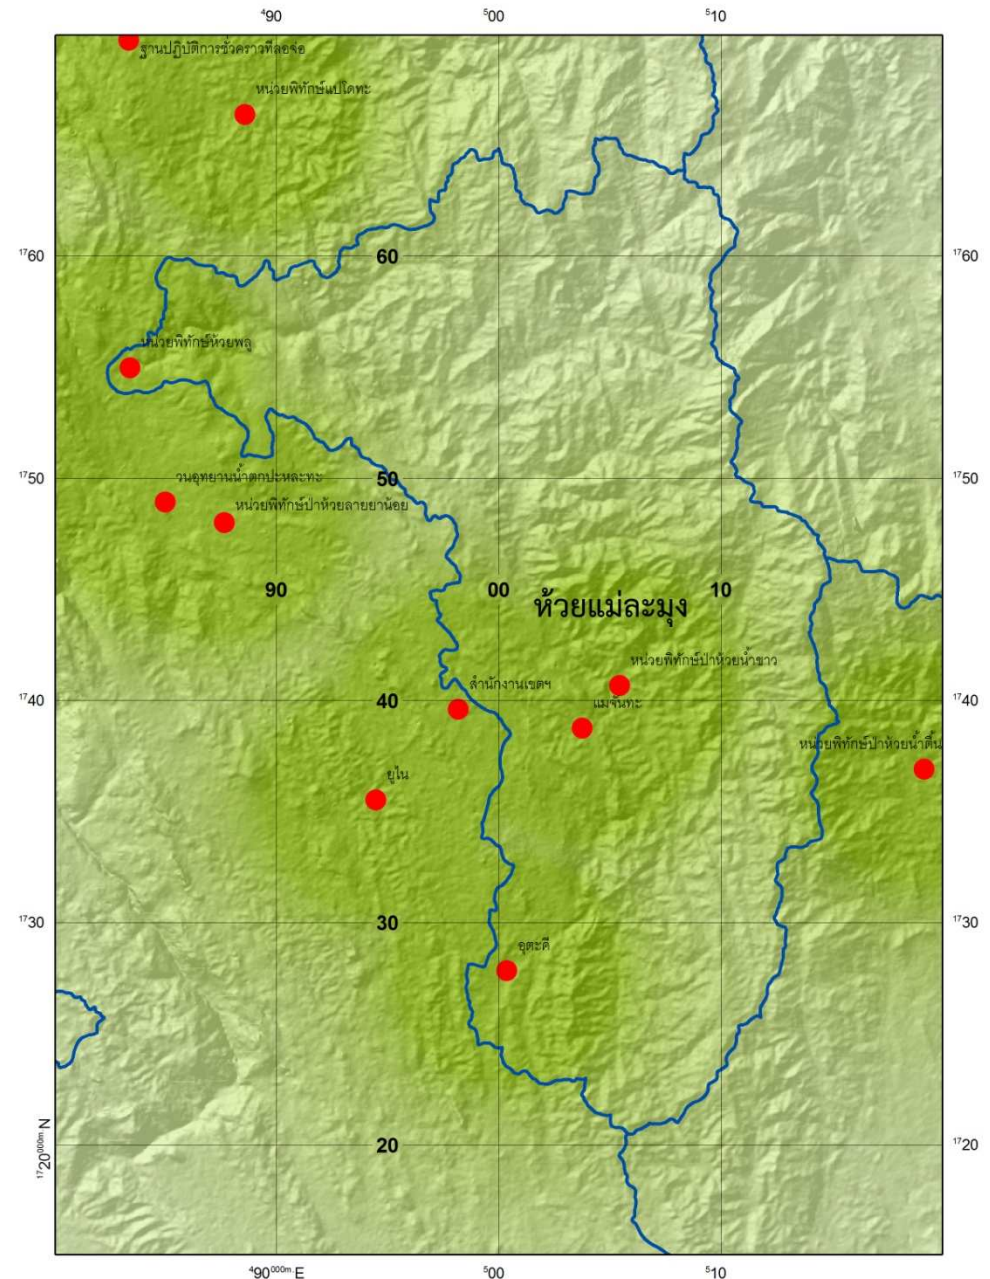 490 500 510
ฐานปฏิบัติการชั่วคราวทีลอจ่อ
หน่วยพิทักษ์แปโดทะ
1760 60 1760
หน่วยพิทักษ์ห้วยพลู
วนอุทยานน้ำตกปะหละทะ
1750 50 1750
หน่วยพิทักษ์ป่าห้วยลายยาน้อย
90 00 10
ห้วยแม่ละมุง
หน่วยพิทักษ์ป่าห้วยน้ำขาว
สำนักงานเขตฯ
1740 40 1740
แม่จันทะ
หน่วยพิทักษ์ป่าห้วยน้ำตื้น
ยูไน
1730 30 1730
อุตะคี
1720000m. N 20 1720
490000m. E 500 510